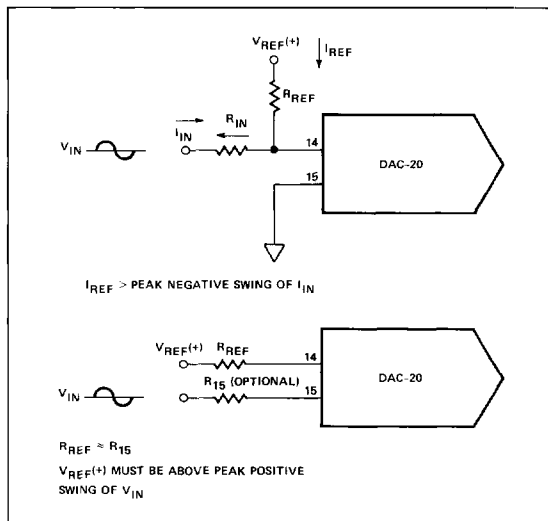 VREF(+)
IREF
RREF
RIN
IIN
VIN
14
15
DAC-20
IREF > PEAK NEGATIVE SWING OF IIN
VREF(+)
RREF
14
R15 (OPTIONAL)
15
VIN
DAC-20
RREF ≈ R15
VREF(+) MUST BE ABOVE PEAK POSITIVE
SWING OF VIN